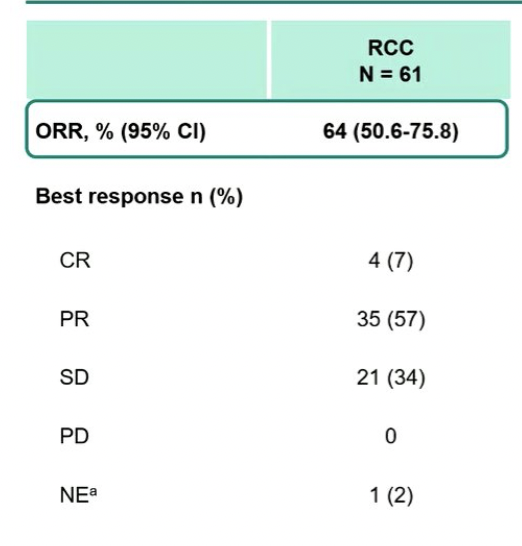 RCC
N = 61
ORR, % (95% CI) 64 (50.6-75.8)
Best response n (%)
CR 4 (7)
PR 35 (57)
SD 21 (34)
PD 0
NEᵃ 1 (2)